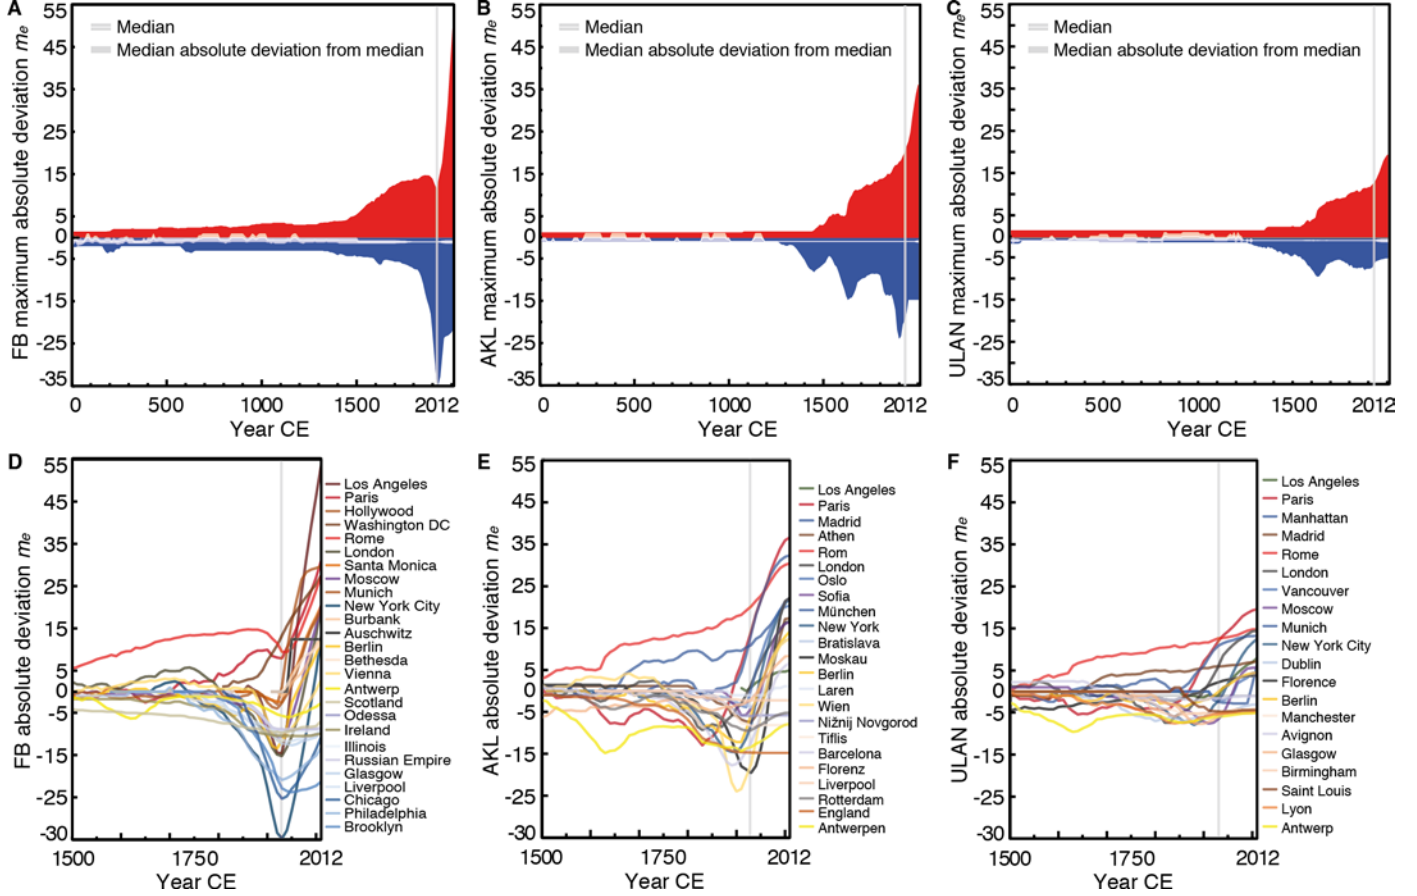 A
FB maximum absolute deviation me
55
45
35
25
15
5
0
-5
-15
-25
-35
Median
Median absolute deviation from median
0 500 1000 1500 2012
Year CE
B
AKL maximum absolute deviation me
55
45
35
25
15
5
0
-5
-15
-25
-35
Median
Median absolute deviation from median
0 500 1000 1500 2012
Year CE
C
ULAN maximum absolute deviation me
55
45
35
25
15
5
0
-5
-15
-25
-35
Median
Median absolute deviation from median
0 500 1000 1500 2012
Year CE
D
FB absolute deviation me
55
45
35
25
15
5
0
-5
-15
-25
-30
1500 1750 2012
Year CE
Los Angeles
Paris
Hollywood
Washington DC
Rome
London
Santa Monica
Moscow
Munich
New York City
Burbank
Auschwitz
Berlin
Bethesda
Vienna
Antwerp
Scotland
Odessa
Ireland
Illinois
Russian Empire
Glasgow
Liverpool
Chicago
Philadelphia
Brooklyn
E
AKL absolute deviation me
55
45
35
25
15
5
0
-5
-15
-25
-30
1500 1750 2012
Year CE
Los Angeles
Paris
Madrid
Athen
Rom
London
Oslo
Sofia
München
New York
Bratislava
Moskau
Berlin
Laren
Wien
Nižnij Novgorod
Tiflis
Barcelona
Florenz
Liverpool
Rotterdam
England
Antwerpen
F
ULAN absolute deviation me
55
45
35
25
15
5
0
-5
-15
-25
-30
1500 1750 2012
Year CE
Los Angeles
Paris
Manhattan
Madrid
Rome
London
Vancouver
Moscow
Munich
New York City
Dublin
Florence
Berlin
Manchester
Avignon
Glasgow
Birmingham
Saint Louis
Lyon
Antwerp